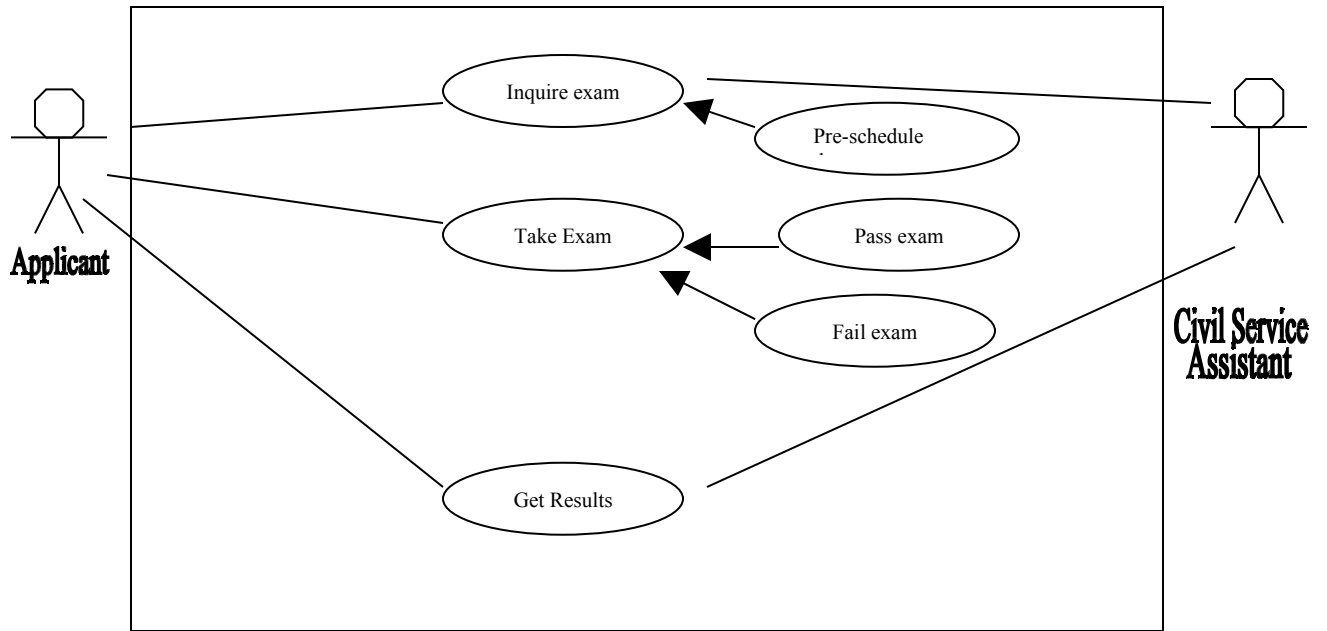 Inquire exam
Pre-schedule
Take Exam
Pass exam
Applicant
Fail exam
Civil Service
Assistant
Get Results